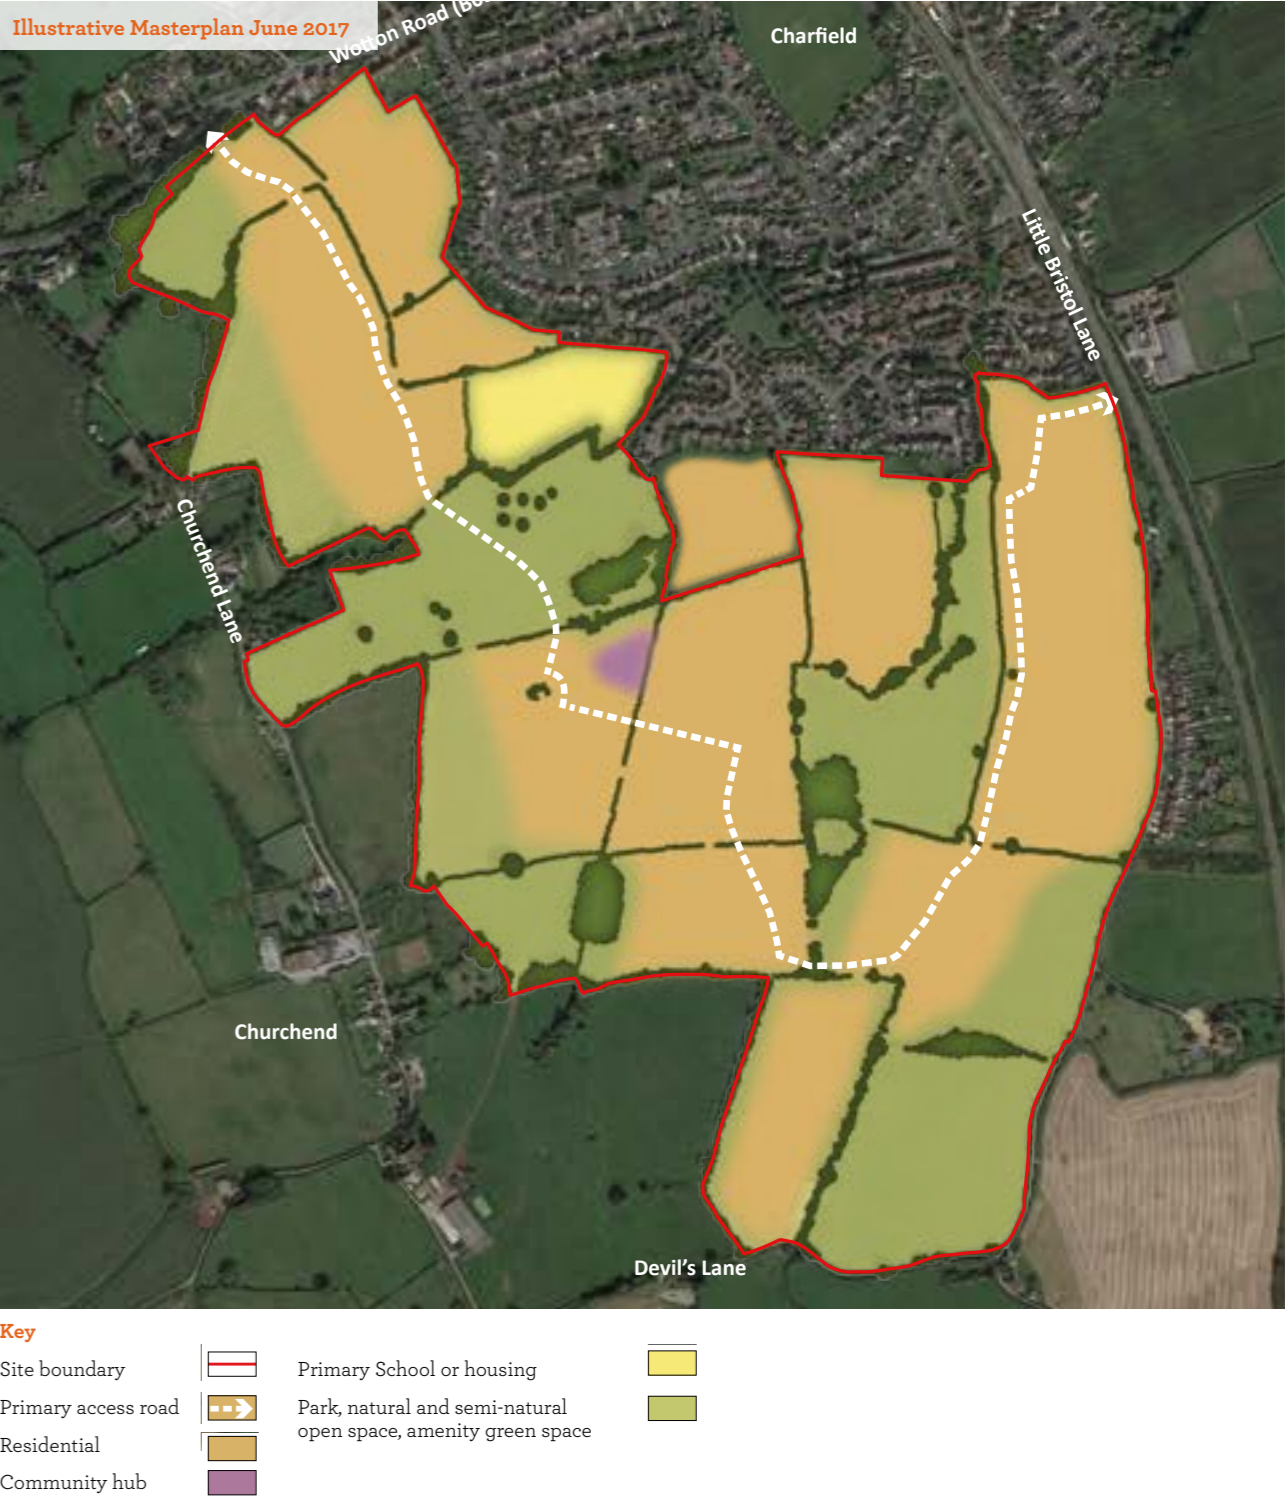 Illustrative Masterplan June 2017
Wotton Road
Charfield
Little Bristol Lane
Churchend Lane
Churchend
Devil's Lane
Key
Site boundary
Primary access road
Residential
Community hub
Primary School or housing
Park, natural and semi-natural
open space, amenity green space